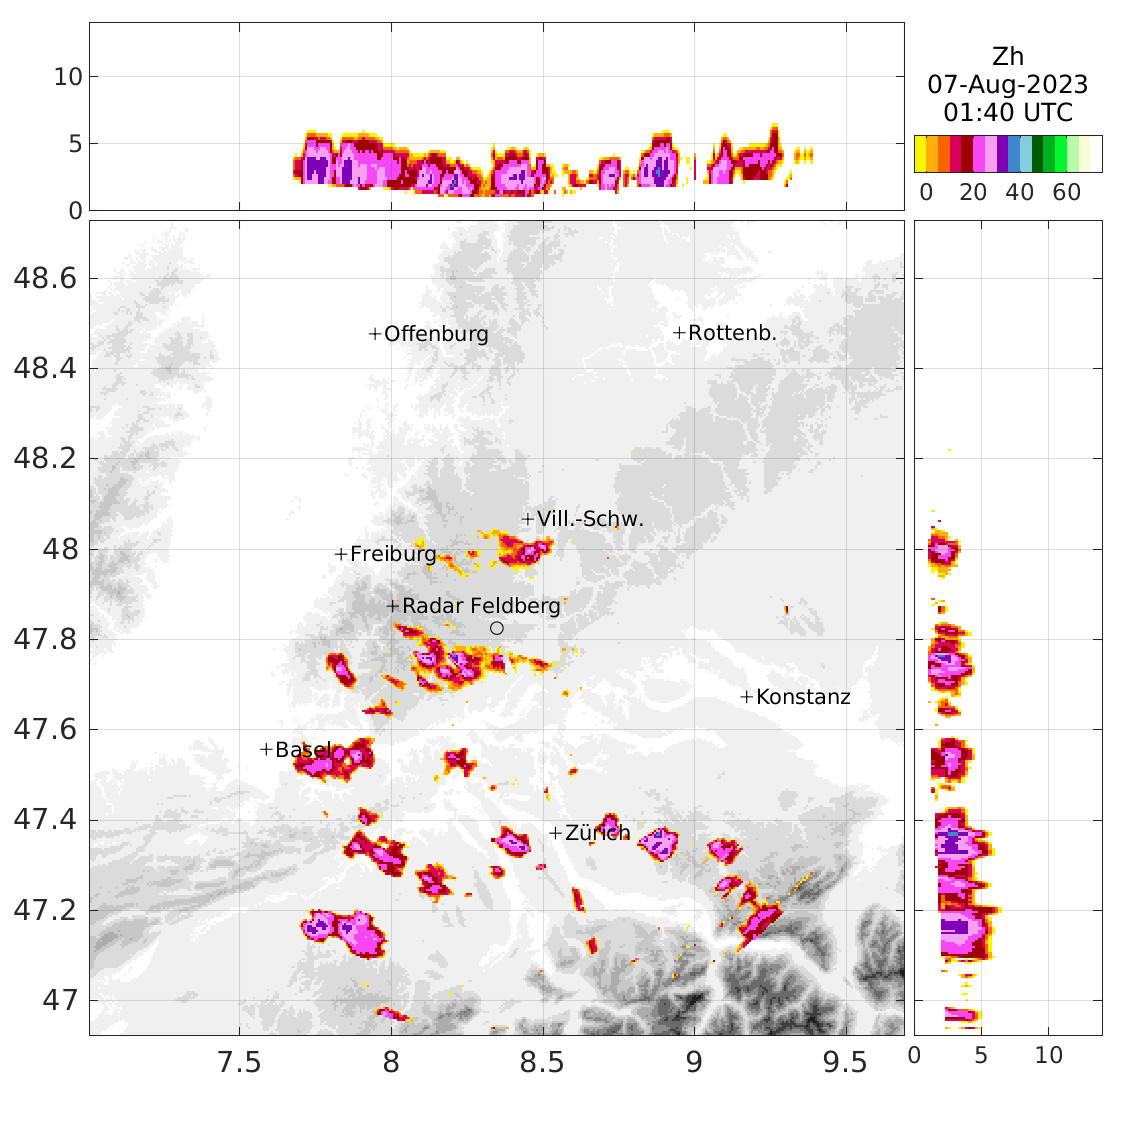 10
5
0
Zh
07-Aug-2023
01:40 UTC
0 20 40 60
48.6
48.4
48.2
48
47.8
47.6
47.4
47.2
47
Offenburg
Rottenb.
Vill.-Schw.
Freiburg
Radar Feldberg
Konstanz
Basel
Zürich
7.5 8 8.5 9 9.5
0 5 10